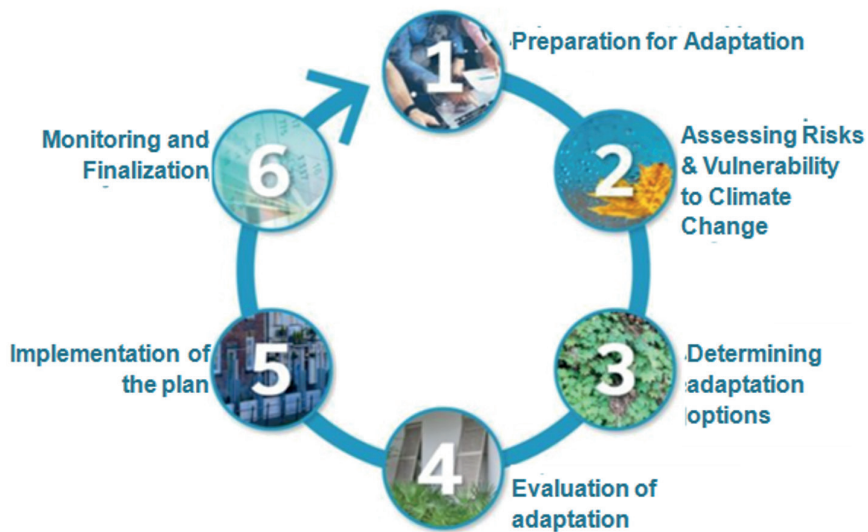 1
Preparation for Adaptation
2
Assessing Risks
& Vulnerability
to Climate
Change
3
Determining
adaptation
options
4
Evaluation of
adaptation
5
Implementation of
the plan
6
Monitoring and
Finalization